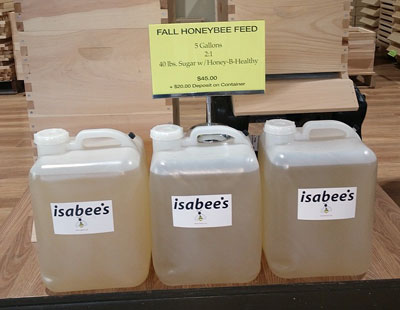 FALL HONEYBEE FEED
5 Gallons
2:1
40 lbs. Sugar w/Honey-B-Healthy
$45.00
+ $20.00 Deposit on Container
isabee's
isabee's
isabee's